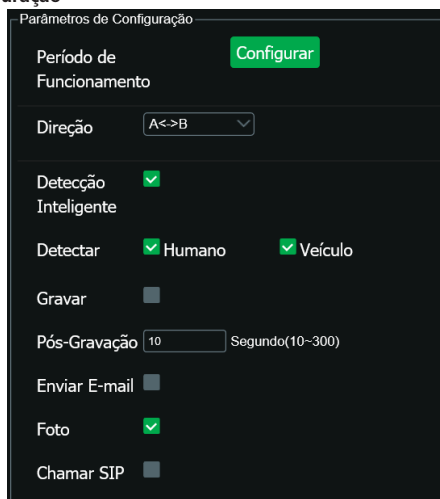 Parâmetros de Configuração
Período de Funcionamento
Configurar
Direção
A<->B
Detecção Inteligente
Detectar
Humano
Veículo
Gravar
Pós-Gravação 10 Segundo(10~300)
Enviar E-mail
Foto
Chamar SIP